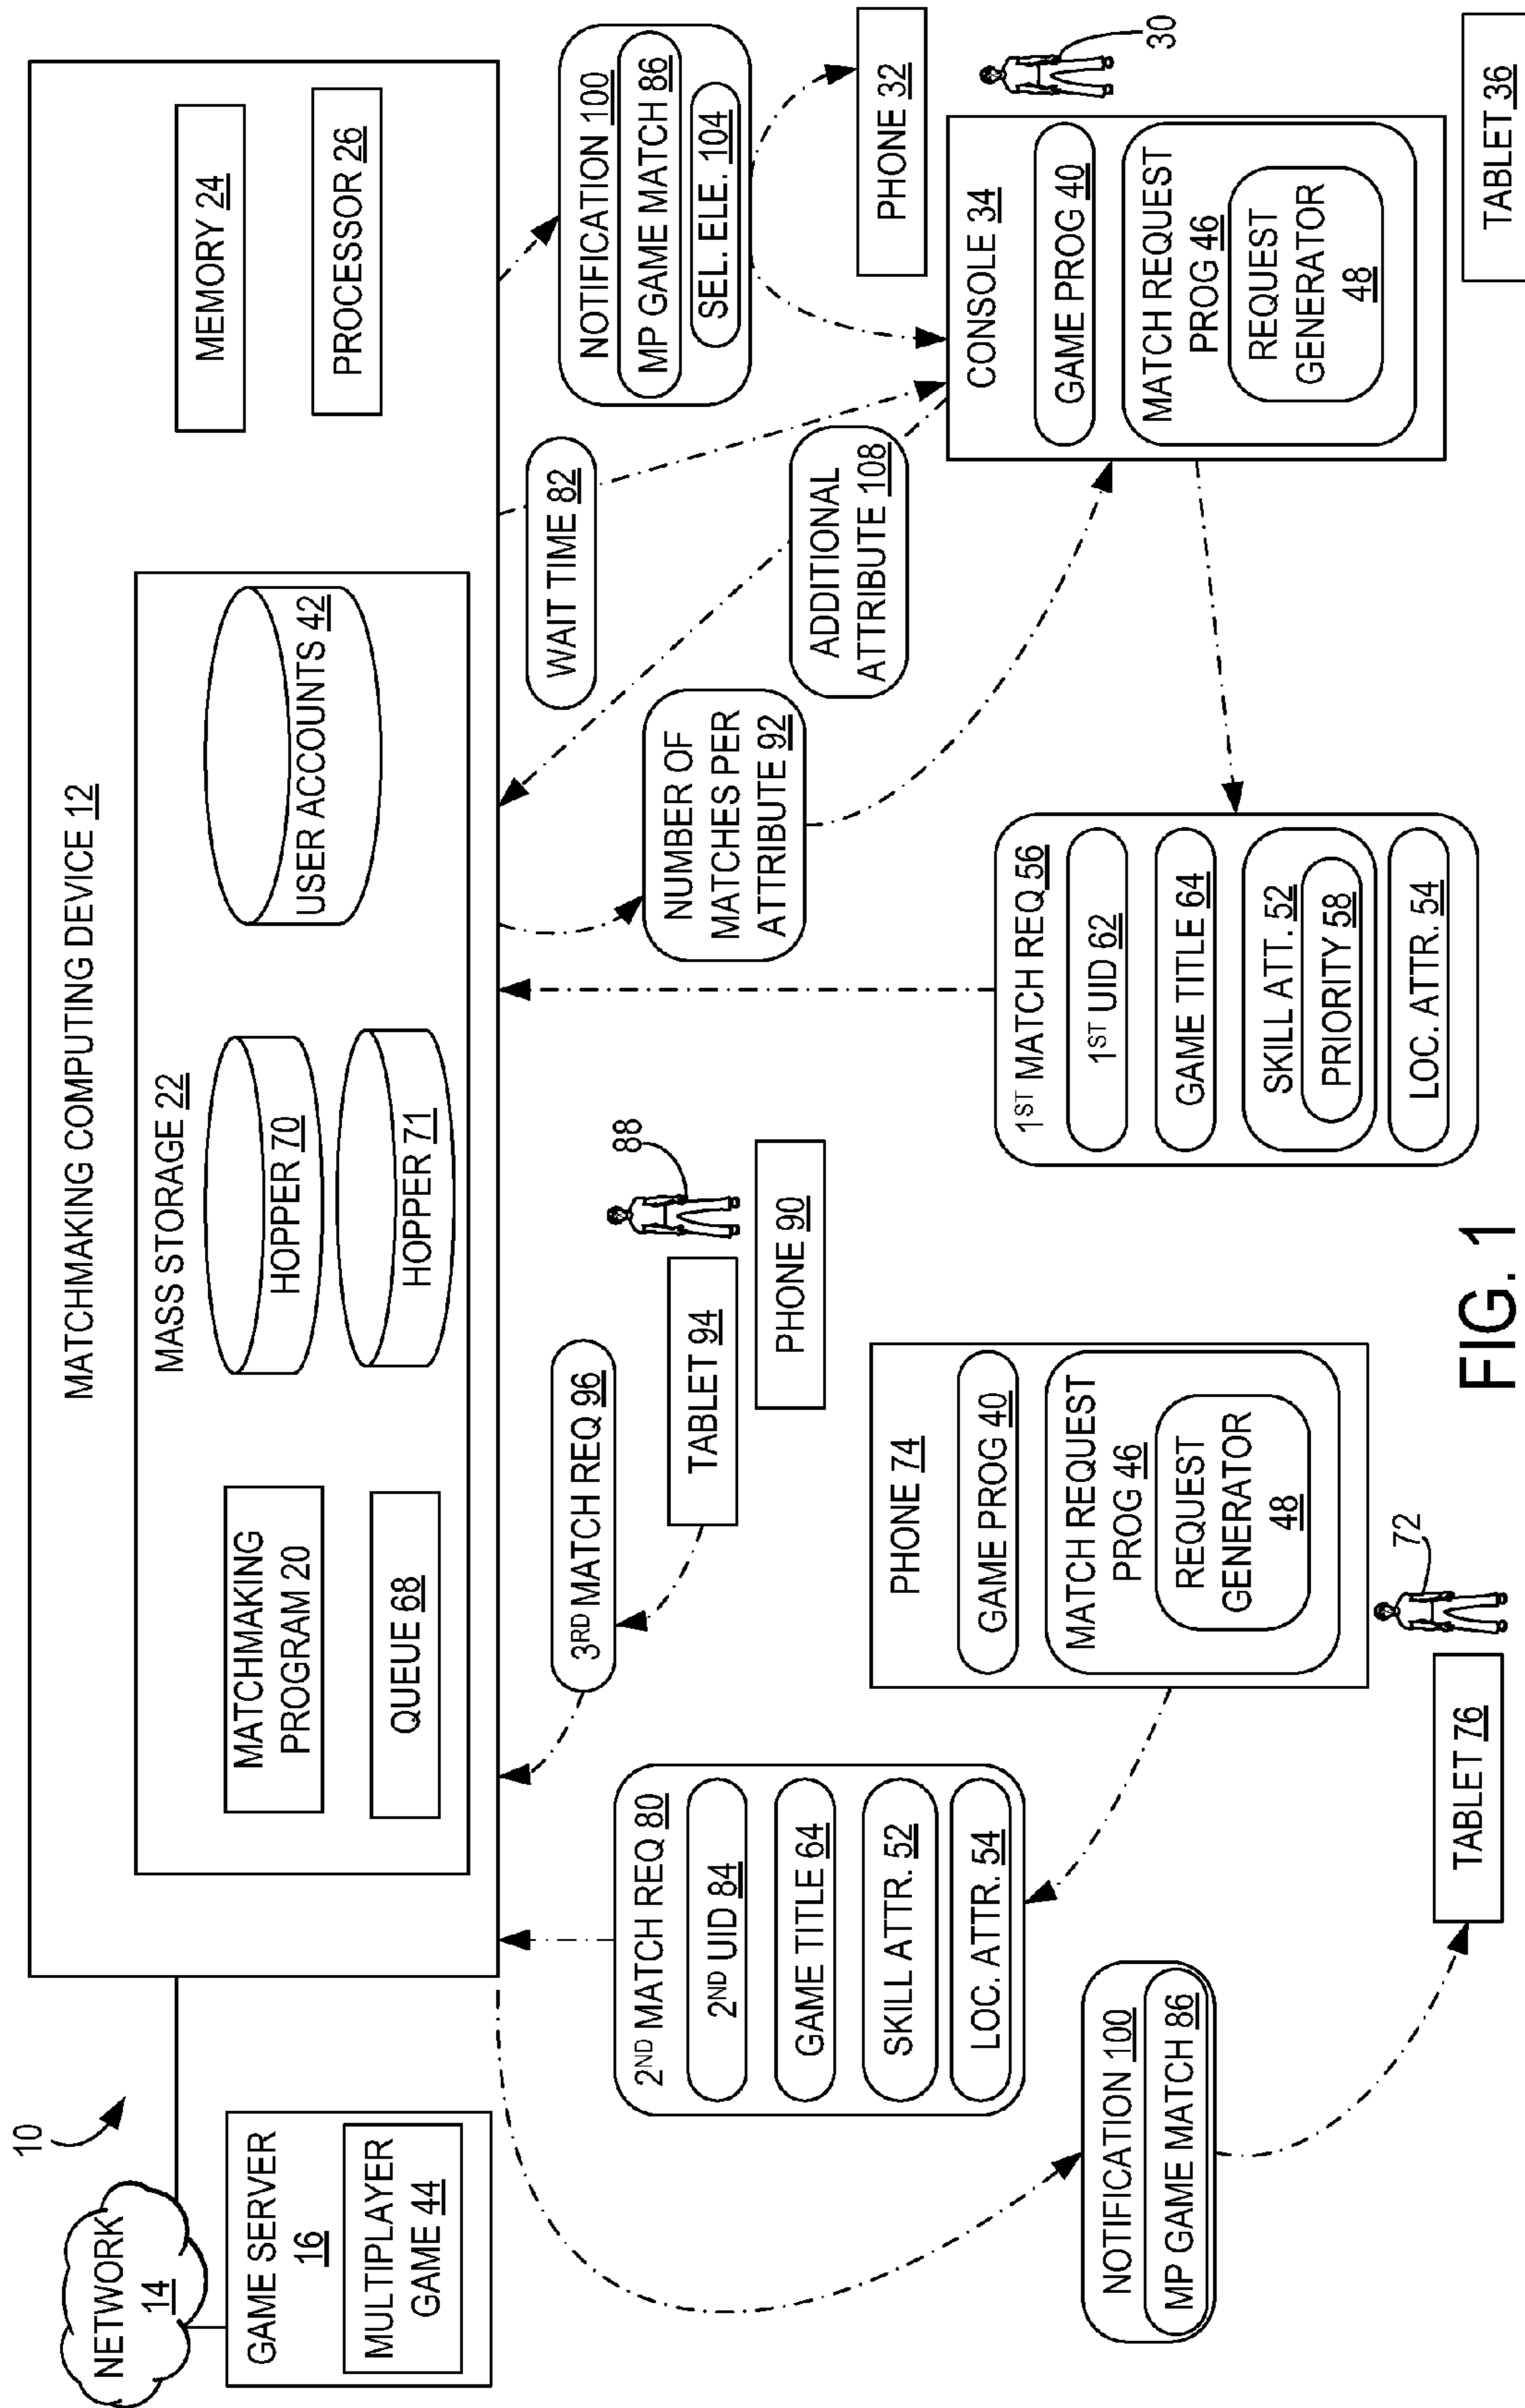 10
NETWORK
14
GAME SERVER
16
MULTIPLAYER
GAME 44
MATCHMAKING COMPUTING DEVICE 12
MASS STORAGE 22
MATCHMAKING
PROGRAM 20
QUEUE 68
HOPPER 70
HOPPER 71
USER ACCOUNTS 42
MEMORY 24
PROCESSOR 26
2ND MATCH REQ 80
2ND UID 84
GAME TITLE 64
SKILL ATTR. 52
LOC. ATTR. 54
3RD MATCH REQ 96
TABLET 94
PHONE 90
88
NUMBER OF
MATCHES PER
ATTRIBUTE 92
WAIT TIME 82
ADDITIONAL
ATTRIBUTE 108
NOTIFICATION 100
MP GAME MATCH 86
SEL. ELE. 104
PHONE 32
30
CONSOLE 34
GAME PROG 40
MATCH REQUEST
PROG 46
REQUEST
GENERATOR
48
TABLET 36
1ST MATCH REQ 56
1ST UID 62
GAME TITLE 64
SKILL ATT. 52
PRIORITY 58
LOC. ATTR. 54
PHONE 74
GAME PROG 40
MATCH REQUEST
PROG 46
REQUEST
GENERATOR
48
72
TABLET 76
NOTIFICATION 100
MP GAME MATCH 86
FIG. 1